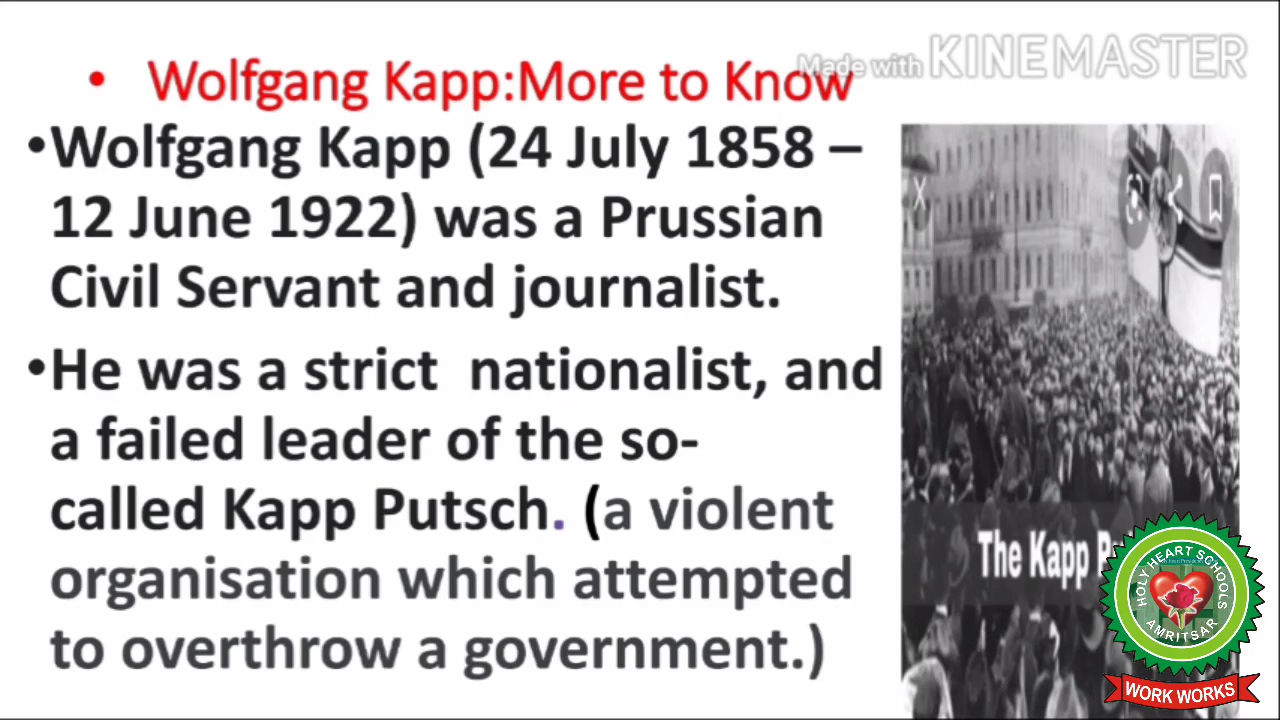 Made with KINEMASTER
• Wolfgang Kapp:More to Know
•Wolfgang Kapp (24 July 1858 –
12 June 1922) was a Prussian
Civil Servant and journalist.
•He was a strict nationalist, and
a failed leader of the so-
called Kapp Putsch. (a violent
organisation which attempted
to overthrow a government.)
The Kapp
HOLY HEART SCHOOLS
AMRITSAR
WORK WORKS